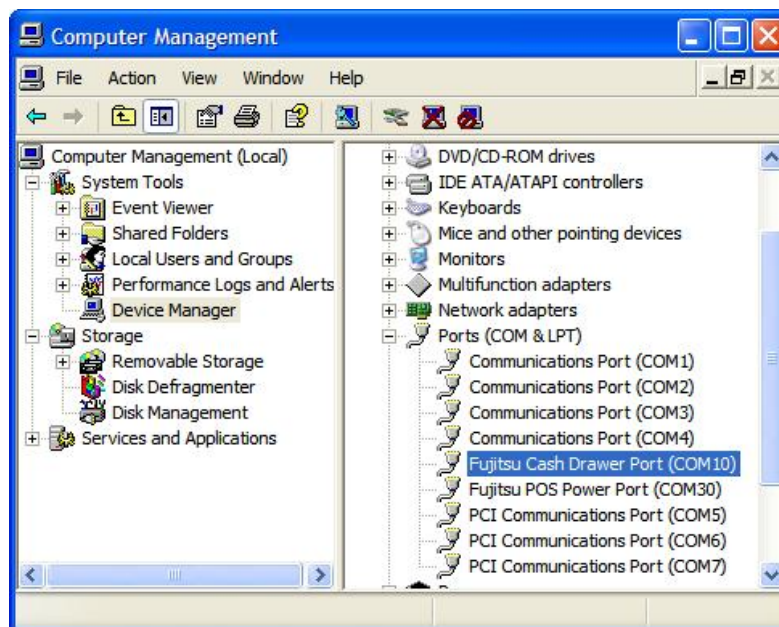 Computer Management
File Action View Window Help
Computer Management (Local)
System Tools
Event Viewer
Shared Folders
Local Users and Groups
Performance Logs and Alerts
Device Manager
Storage
Removable Storage
Disk Defragmenter
Disk Management
Services and Applications
DVD/CD-ROM drives
IDE ATA/ATAPI controllers
Keyboards
Mice and other pointing devices
Monitors
Multifunction adapters
Network adapters
Ports (COM & LPT)
Communications Port (COM1)
Communications Port (COM2)
Communications Port (COM3)
Communications Port (COM4)
Fujitsu Cash Drawer Port (COM10)
Fujitsu POS Power Port (COM30)
PCI Communications Port (COM5)
PCI Communications Port (COM6)
PCI Communications Port (COM7)